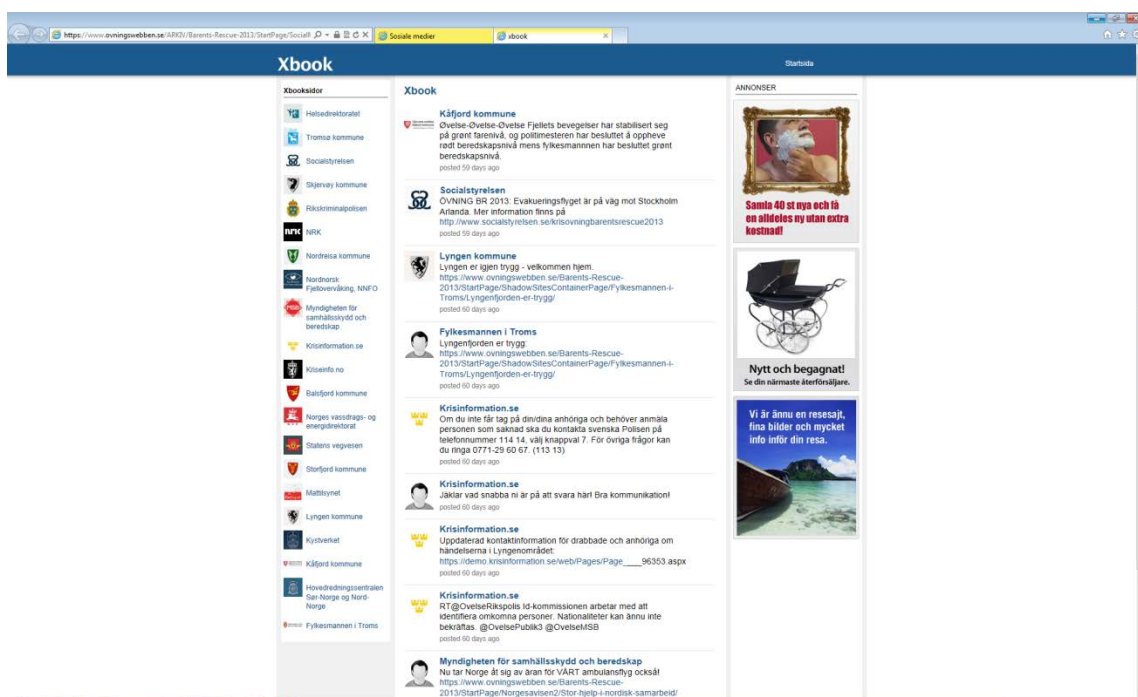 https://www.ovningswebben.se/ARKIV/Barents-Rescue-2013/StartPage/Socialt
Sosiale medier
xbook
Xbook
Startsida
Xbooksidor
Helsedirektoratet
Tromsø kommune
Socialstyrelsen
Skjervøy kommune
Rikskriminalpolisen
NRK
Nordreisa kommune
Nordnorsk
Fjellovervåking, NNFO
Myndigheten för
samhällsskydd och
beredskap
Krisinformation.se
Kriseinfo.no
Balsfjord kommune
Norges vassdrags- og
energidirektorat
Statens vegvesen
Storfjord kommune
Mattilsynet
Lyngen kommune
Kystverket
Kåfjord kommune
Hovedredningssentralen
Sør-Norge og Nord-
Norge
Fylkesmannen i Troms
Xbook
Kåfjord kommune
Øvelse-Øvelse-Øvelse Fjellets bevegelser har stabilisert seg
på grønt farenivå, og politimesteren har besluttet å oppheve
rødt beredskapsnivå mens fylkesmannnen har besluttet grønt
beredskapsnivå.
posted 59 days ago
Socialstyrelsen
ÖVNING BR 2013: Evakueringsflyget är på väg mot Stockholm
Arlanda. Mer information finns på
http://www.socialstyrelsen.se/krisovningbarentsrescue2013
posted 59 days ago
Lyngen kommune
Lyngen er igjen trygg - velkommen hjem.
https://www.ovningswebben.se/Barents-Rescue-
2013/StartPage/ShadowSitesContainerPage/Fylkesmannen-i-
Troms/Lyngenfjorden-er-trygg/
posted 60 days ago
Fylkesmannen i Troms
Lyngenfjorden er trygg:
https://www.ovningswebben.se/Barents-Rescue-
2013/StartPage/ShadowSitesContainerPage/Fylkesmannen-i-
Troms/Lyngenfjorden-er-trygg/
posted 60 days ago
Krisinformation.se
Om du inte får tag på din/dina anhöriga och behöver anmäla
personen som saknad ska du kontakta svenska Polisen på
telefonnummer 114 14, välj knappval 7. För övriga frågor kan
du ringa 0771-29 60 67. (113 13)
posted 60 days ago
Krisinformation.se
Jäklar vad snabba ni är på att svara här! Bra kommunikation!
posted 60 days ago
Krisinformation.se
Uppdaterad kontaktinformation för drabbade och anhöriga om
händelserna i Lyngenområdet:
https://demo.krisinformation.se/web/Pages/Page____96353.aspx
posted 60 days ago
Krisinformation.se
RT@OvelseRikspolis Id-kommissionen arbetar med att
identifiera omkomna personer. Nationaliteter kan ännu inte
bekräftas. @OvelsePublik3 @OvelseMSB
posted 60 days ago
Myndigheten för samhällsskydd och beredskap
Nu tar Norge åt sig av äran för VÅRT ambulansflyg också!
https://www.ovningswebben.se/Barents-Rescue-
2013/StartPage/Norgesavisen2/Stor-hjelp-i-nordisk-samarbeid/
ANNONSER
Samla 40 st nya och få
en alldeles ny utan extra
kostnad!
Nytt och begagnat!
Se din närmaste återförsäljare.
Vi är ännu en resesajt,
fina bilder och mycket
info inför din resa.